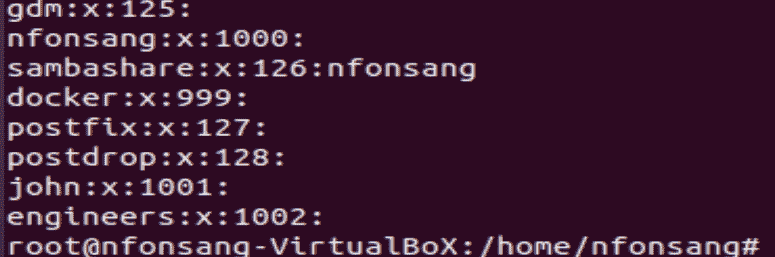 gdm:x:125:
nfonsang:x:1000:
sambashare:x:126:nfonsang
docker:x:999:
postfix:x:127:
postdrop:x:128:
john:x:1001:
engineers:x:1002:
root@nfonsang-VirtualBoX:/home/nfonsang#